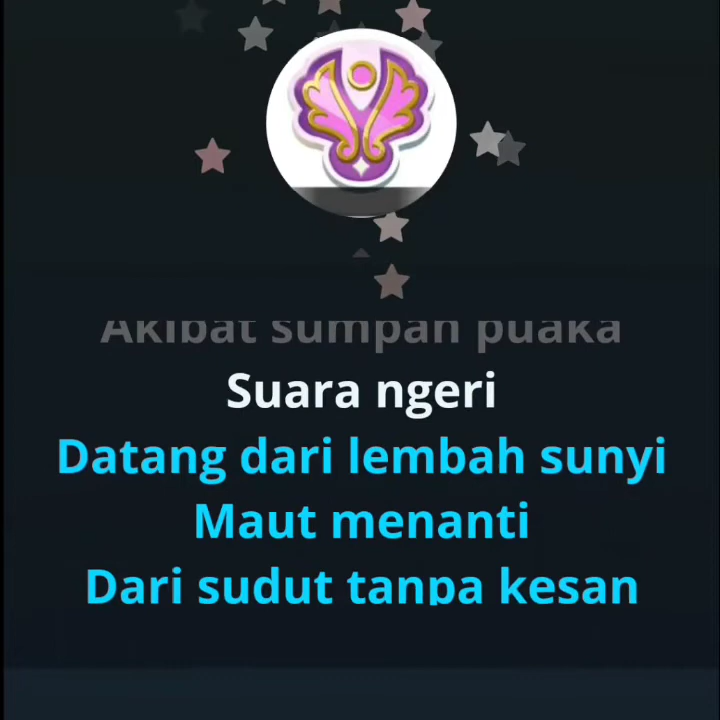 Akibat sumpah puaka
Suara ngeri
Datang dari lembah sunyi
Maut menanti
Dari sudut tanpa kesan